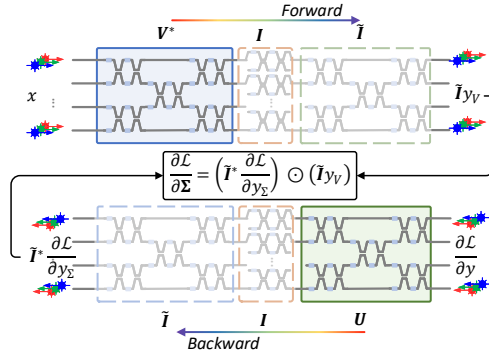 Forward
V* I Ĩ
x ⋮ ⋮ Ĩy_V
∂ℒ/∂Σ = (Ĩ* ∂ℒ/∂y_Σ) ⊙ (Ĩy_V)
Ĩ* ∂ℒ/∂y_Σ ⋮ ∂ℒ/∂y
Ĩ I U
Backward